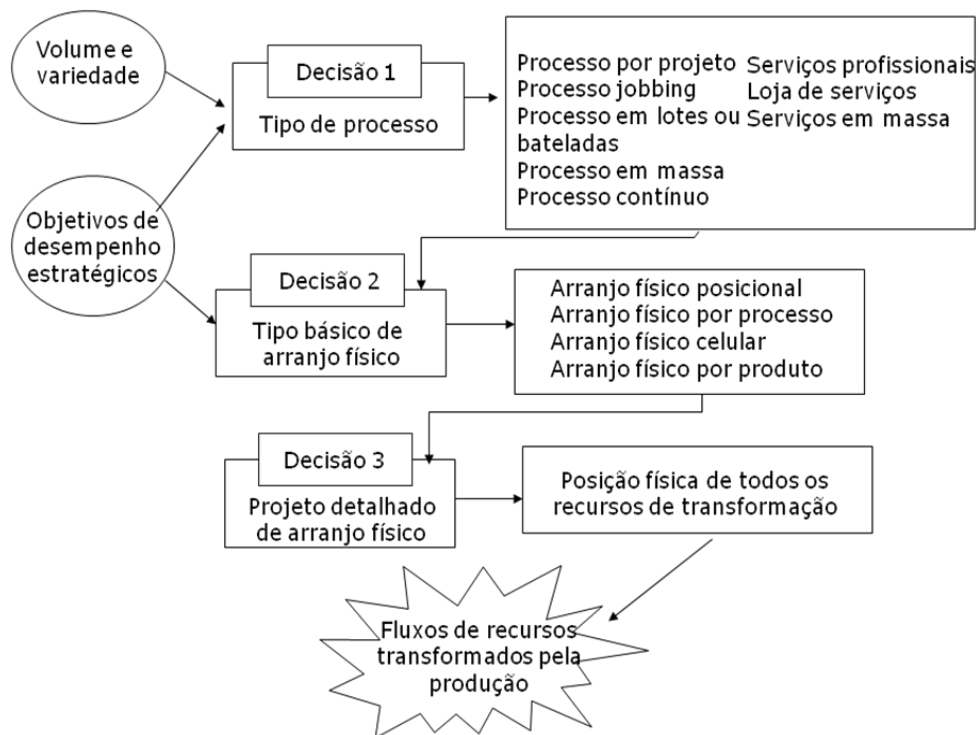 Volume e
variedade
Decisão 1
Tipo de processo
Processo por projeto
Processo jobbing
Processo em lotes ou
bateladas
Processo em massa
Processo contínuo
Serviços profissionais
Loja de serviços
Serviços em massa
Objetivos de
desempenho
estratégicos
Decisão 2
Tipo básico de
arranjo físico
Arranjo físico posicional
Arranjo físico por processo
Arranjo físico celular
Arranjo físico por produto
Decisão 3
Projeto detalhado
de arranjo físico
Posição física de todos os
recursos de transformação
Fluxos de recursos
transformados pela
produção